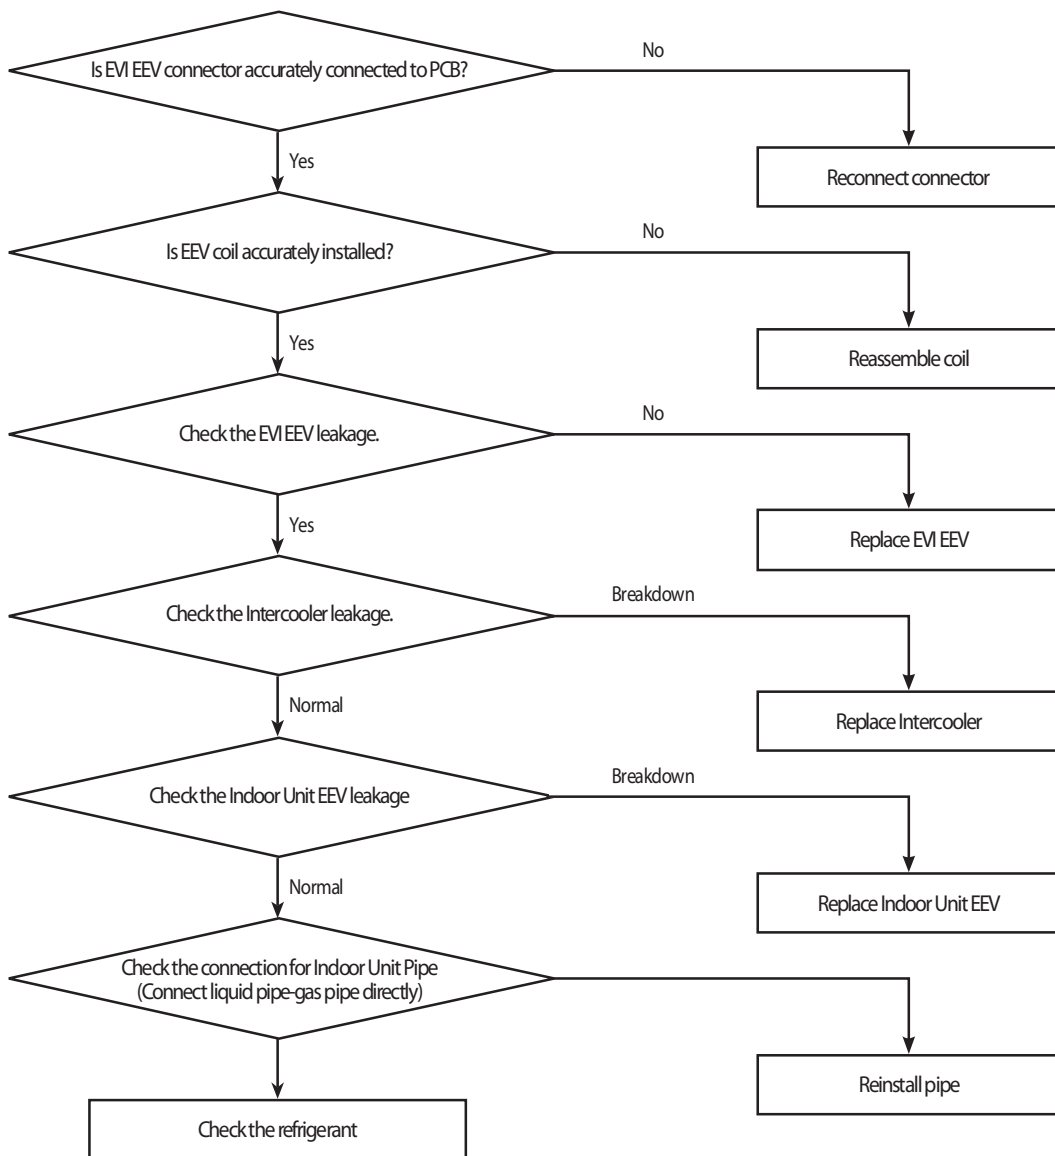 Is EVI EEV connector accurately connected to PCB?
No
Yes
Reconnect connector
Is EEV coil accurately installed?
No
Yes
Reassemble coil
Check the EVI EEV leakage.
No
Yes
Replace EVI EEV
Check the Intercooler leakage.
Breakdown
Normal
Replace Intercooler
Check the Indoor Unit EEV leakage
Breakdown
Normal
Replace Indoor Unit EEV
Check the connection for Indoor Unit Pipe
(Connect liquid pipe-gas pipe directly)
Reinstall pipe
Check the refrigerant